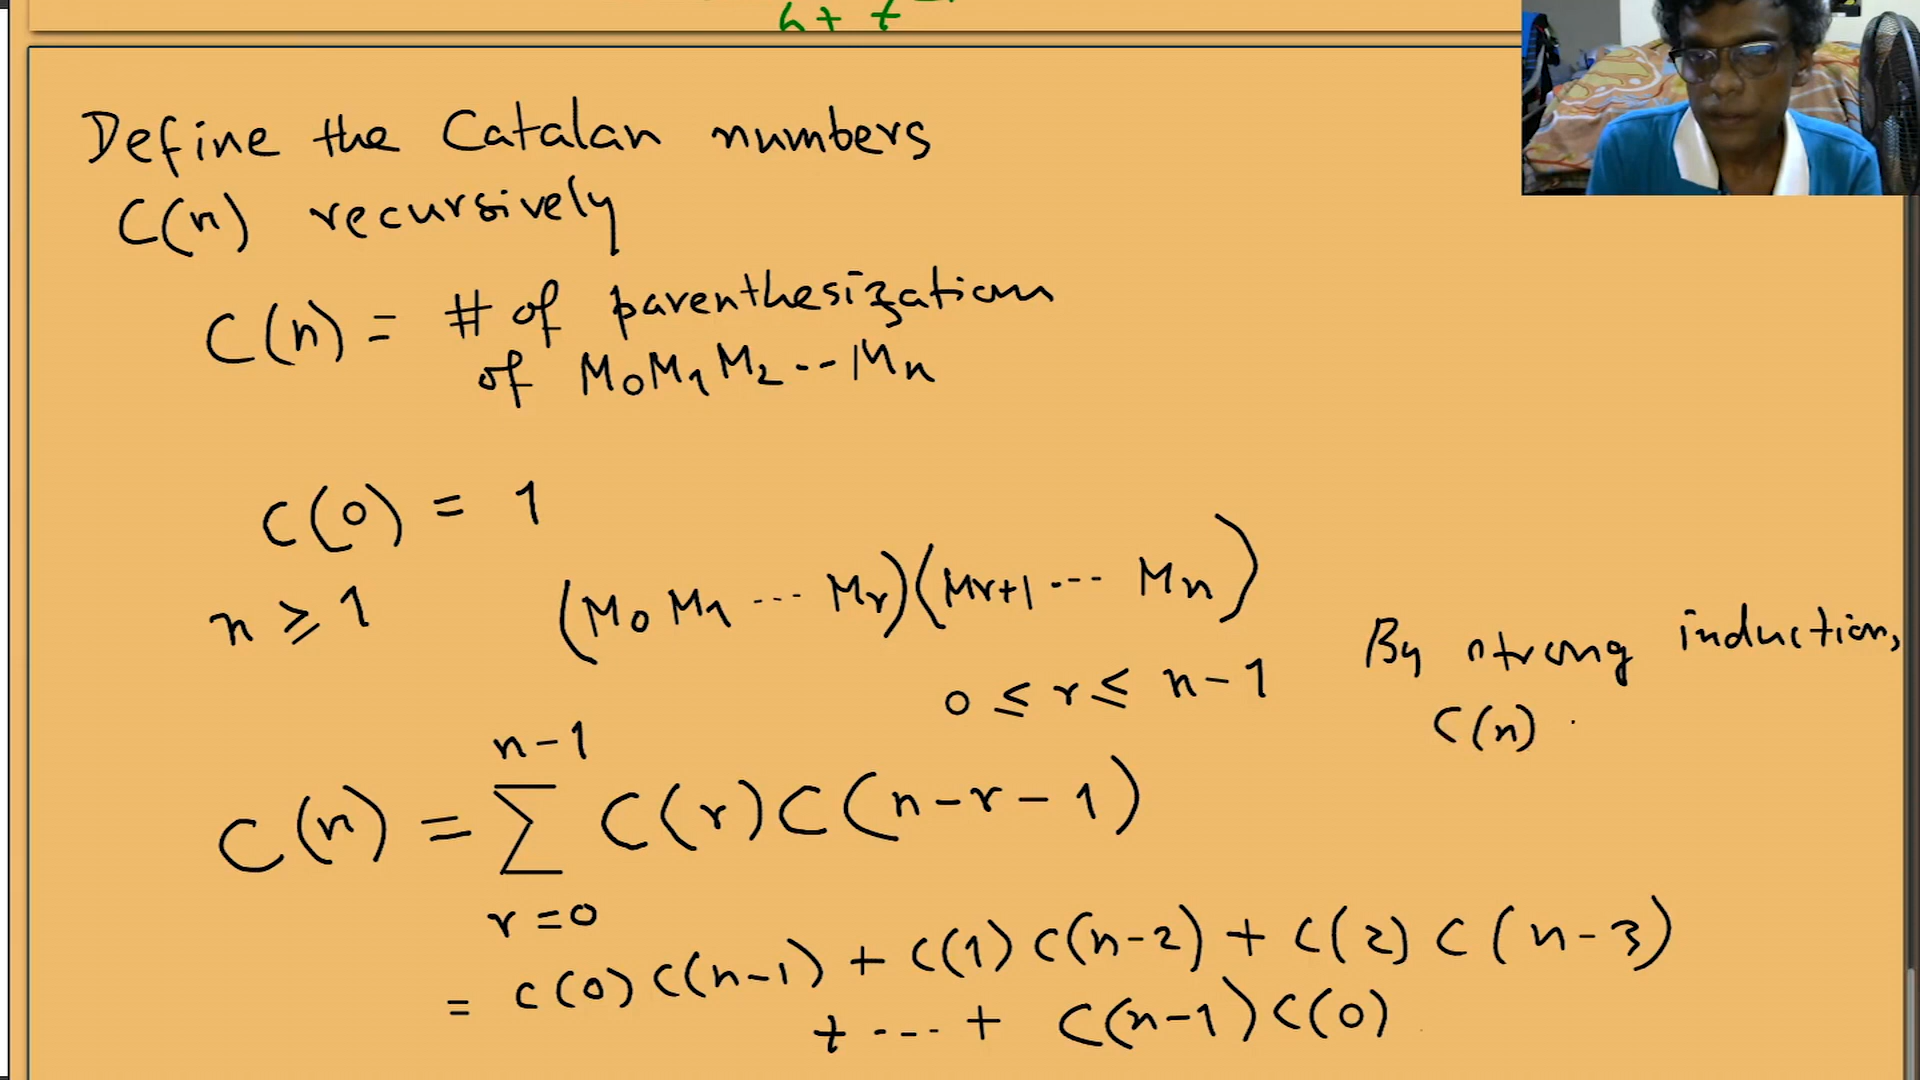 Define the Catalan numbers
C(n) recursively
C(n) = # of parenthesizations
of M₀M₁M₂...Mₙ
C(0) = 1
n ≥ 1 (M₀ M₁ ... Mᵣ)(Mᵣ₊₁ ... Mₙ)
0 ≤ r ≤ n-1
By strong induction,
C(n)
n-1
C(n) = ∑ C(r) C(n-r-1)
r=0
= C(0) C(n-1) + C(1) C(n-2) + C(2) C(n-3)
+ ... + C(n-1) C(0)